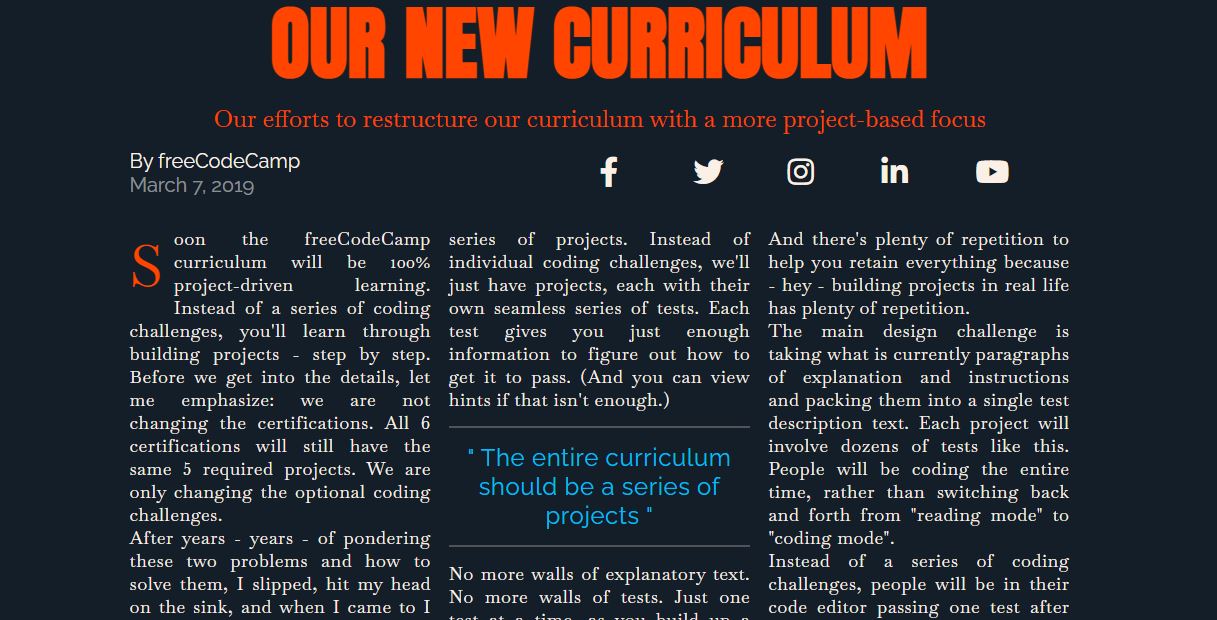 OUR NEW CURRICULUM
Our efforts to restructure our curriculum with a more project-based focus
By freeCodeCamp
March 7, 2019
Soon the freeCodeCamp
curriculum will be 100%
project-driven learning.
Instead of a series of coding
challenges, you'll learn through
building projects - step by step.
Before we get into the details, let
me emphasize: we are not
changing the certifications. All 6
certifications will still have the
same 5 required projects. We are
only changing the optional coding
challenges.
After years - years - of pondering
these two problems and how to
solve them, I slipped, hit my head
on the sink, and when I came to I
series of projects. Instead of
individual coding challenges, we'll
just have projects, each with their
own seamless series of tests. Each
test gives you just enough
information to figure out how to
get it to pass. (And you can view
hints if that isn't enough.)
" The entire curriculum
should be a series of
projects "
No more walls of explanatory text.
No more walls of tests. Just one
test at a time, as you build up a
And there's plenty of repetition to
help you retain everything because
- hey - building projects in real life
has plenty of repetition.
The main design challenge is
taking what is currently paragraphs
of explanation and instructions
and packing them into a single test
description text. Each project will
involve dozens of tests like this.
People will be coding the entire
time, rather than switching back
and forth from "reading mode" to
"coding mode".
Instead of a series of coding
challenges, people will be in their
code editor passing one test after